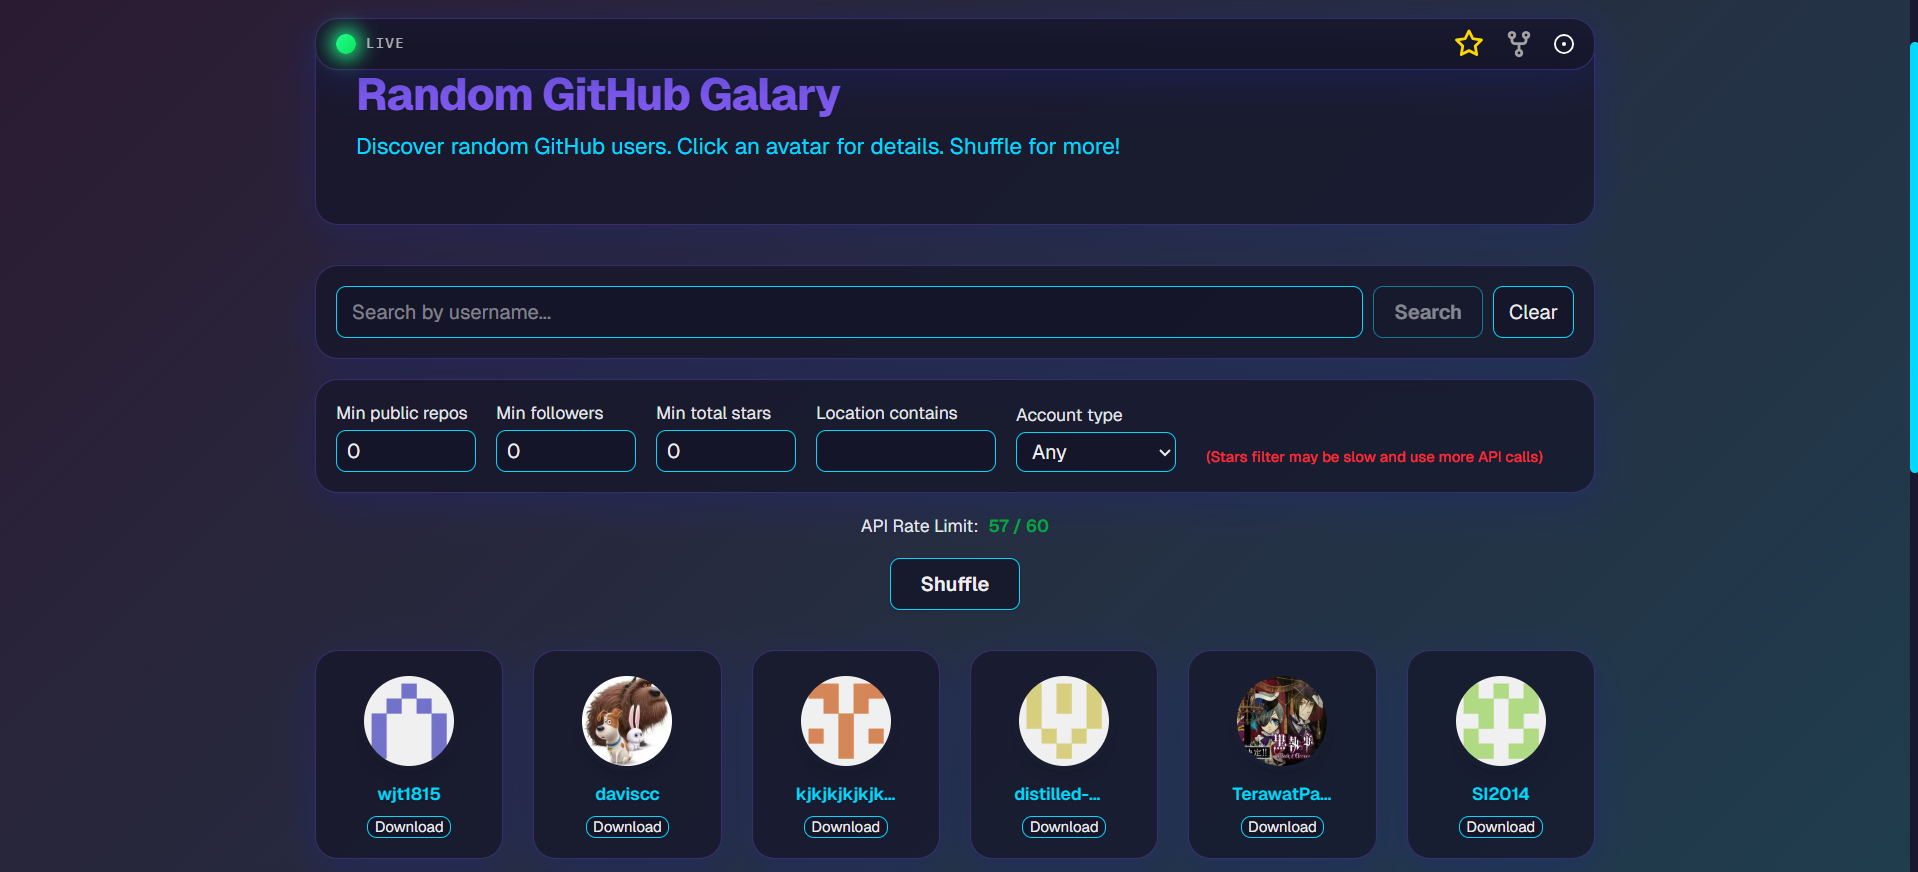 LIVE
Random GitHub Galary
Discover random GitHub users. Click an avatar for details. Shuffle for more!
Search by username...
Search
Clear
Min public repos
Min followers
Min total stars
Location contains
Account type
0
0
0
Any
(Stars filter may be slow and use more API calls)
API Rate Limit: 57 / 60
Shuffle
黒執事
wjt1815
daviscc
kjkjkjkjkjk...
distilled-...
TerawatPa...
SI2014
Download
Download
Download
Download
Download
Download